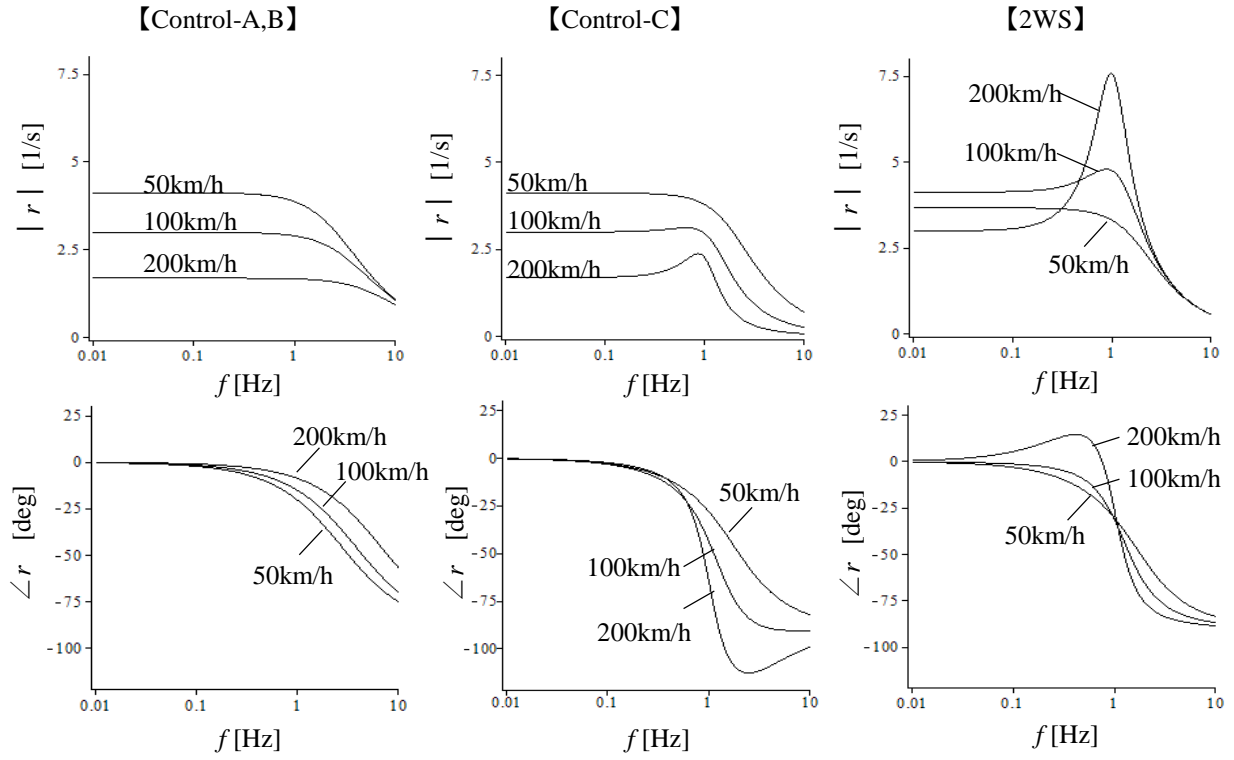 【Control-A,B】
【Control-C】
【2WS】
| r | [1/s]
7.5
5
2.5
0
50km/h
100km/h
200km/h
0.01
0.1
1
10
f [Hz]
| r | [1/s]
7.5
5
2.5
0
50km/h
100km/h
200km/h
0.01
0.1
1
10
f [Hz]
| r | [1/s]
7.5
5
2.5
0
200km/h
100km/h
50km/h
0.01
0.1
1
10
f [Hz]
∠r [deg]
25
0
-25
-50
-75
-100
200km/h
100km/h
50km/h
0.01
0.1
1
10
f [Hz]
∠r [deg]
25
0
-25
-50
-75
-100
50km/h
100km/h
200km/h
0.01
0.1
1
10
f [Hz]
∠r [deg]
25
0
-25
-50
-75
-100
200km/h
100km/h
50km/h
0.01
0.1
1
10
f [Hz]